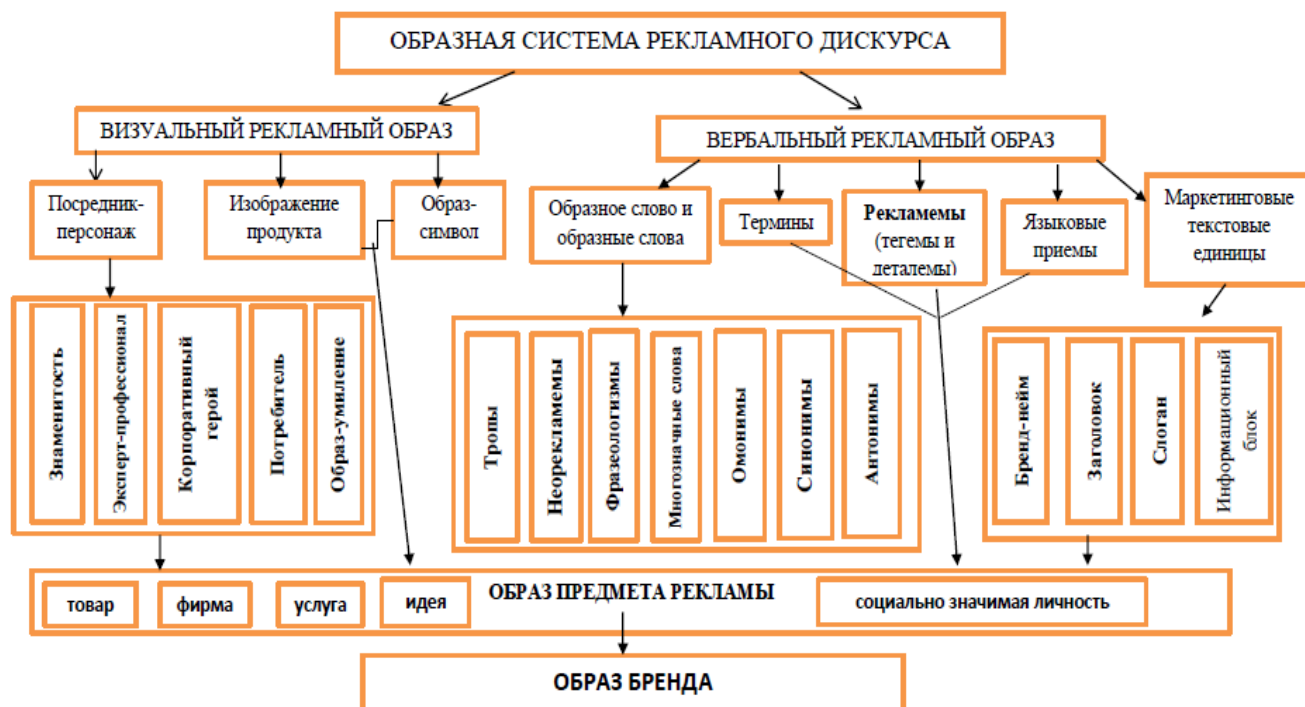 ОБРАЗНАЯ СИСТЕМА РЕКЛАМНОГО ДИСКУРСА
ВИЗУАЛЬНЫЙ РЕКЛАМНЫЙ ОБРАЗ
ВЕРБАЛЬНЫЙ РЕКЛАМНЫЙ ОБРАЗ
Посредник-
персонаж
Изображение
продукта
Образ-
символ
Образное слово и
образные слова
Термины
Рекламемы
(тегемы и
деталемы)
Языковые
приемы
Маркетинговые
текстовые
единицы
Знаменитость
Эксперт-профессионал
Корпоративный
герой
Потребитель
Образ-умиление
Тропы
Неорекламемы
Фразеологизмы
Многозначные слова
Омонимы
Синонимы
Антонимы
Бренд-нейм
Заголовок
Слоган
Информационный
блок
товар
фирма
услуга
идея
ОБРАЗ ПРЕДМЕТА РЕКЛАМЫ
социально значимая личность
ОБРАЗ БРЕНДА